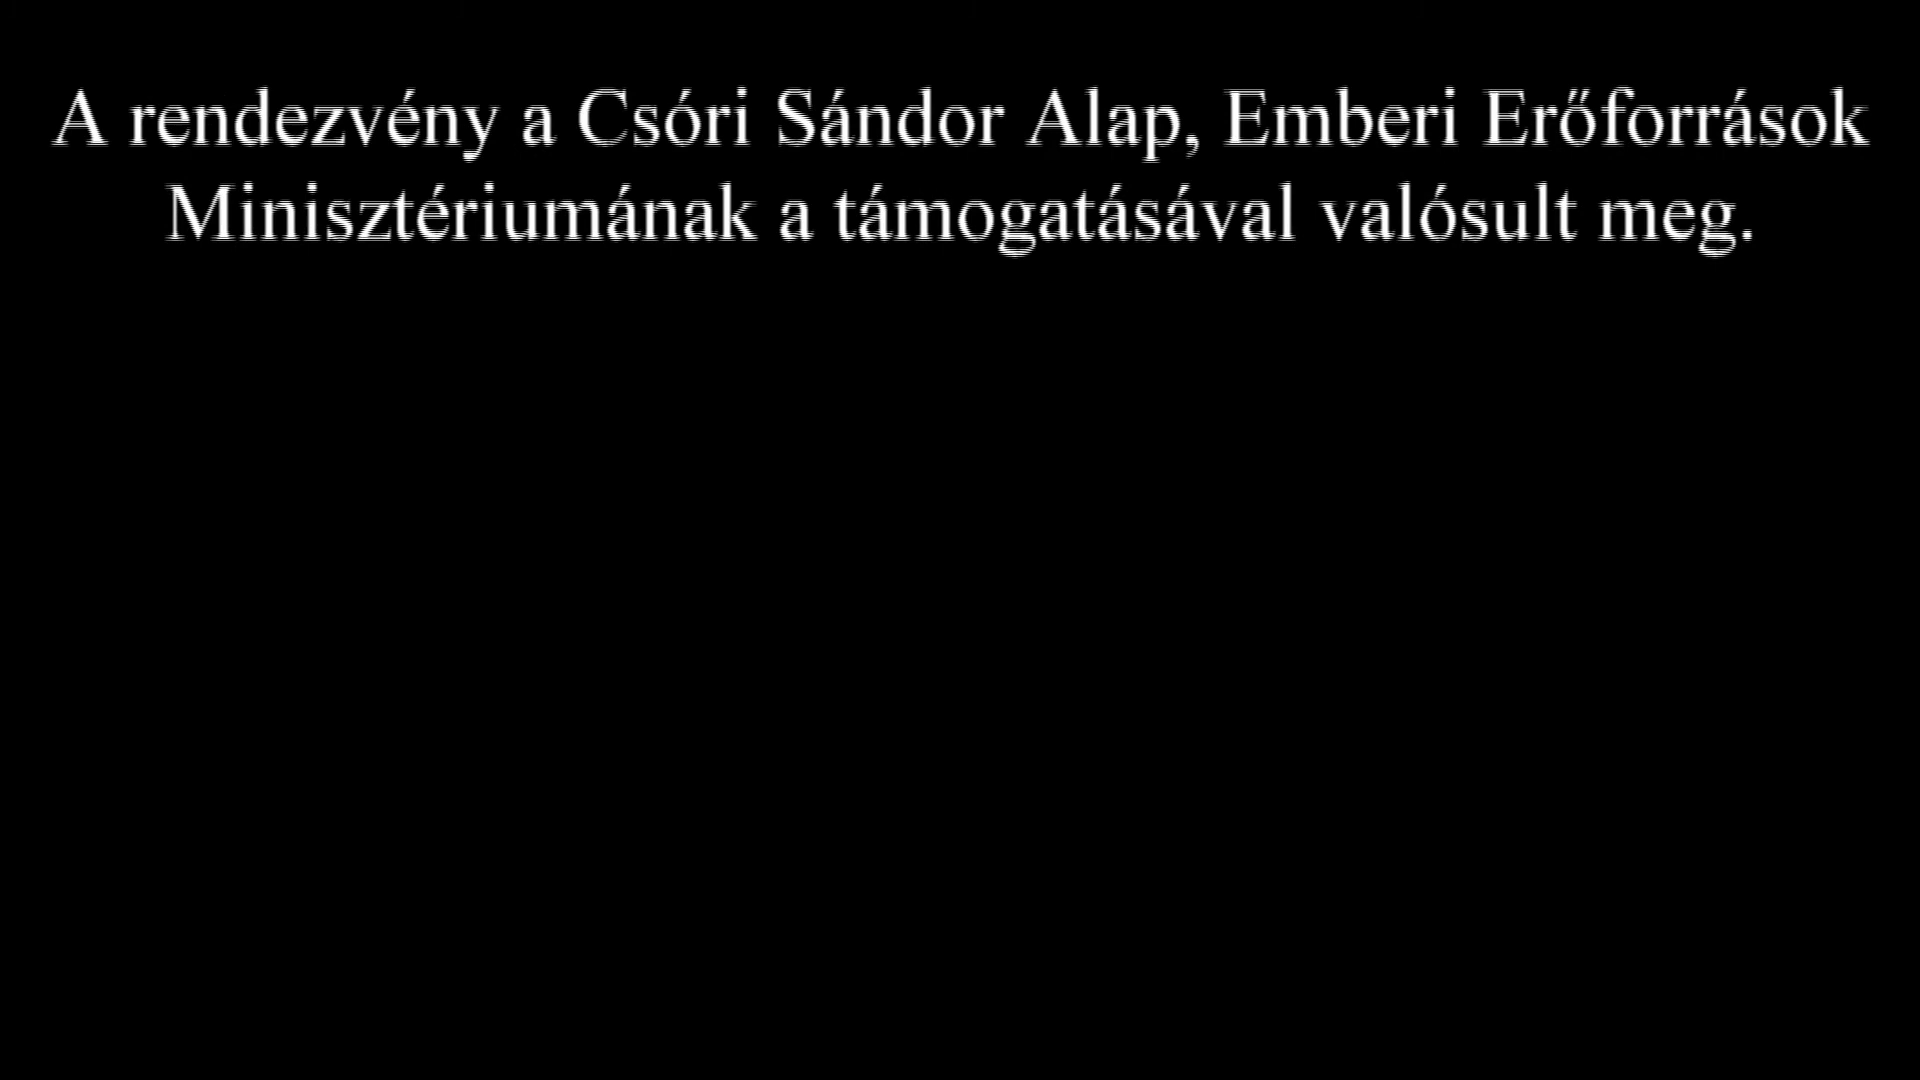 A rendezvény a Csóri Sándor Alap, Emberi Erőforrások
Minisztériumának a támogatásával valósult meg.